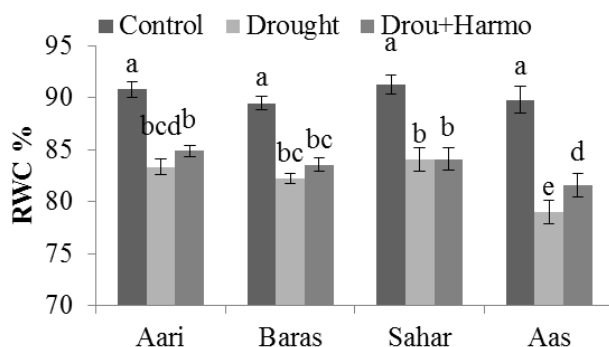 Control Drought Drou+Harmo
95
90
85
80
75
70
RWC %
a
bcd
b
a
bc
bc
a
b
b
a
e
d
Aari Baras Sahar Aas